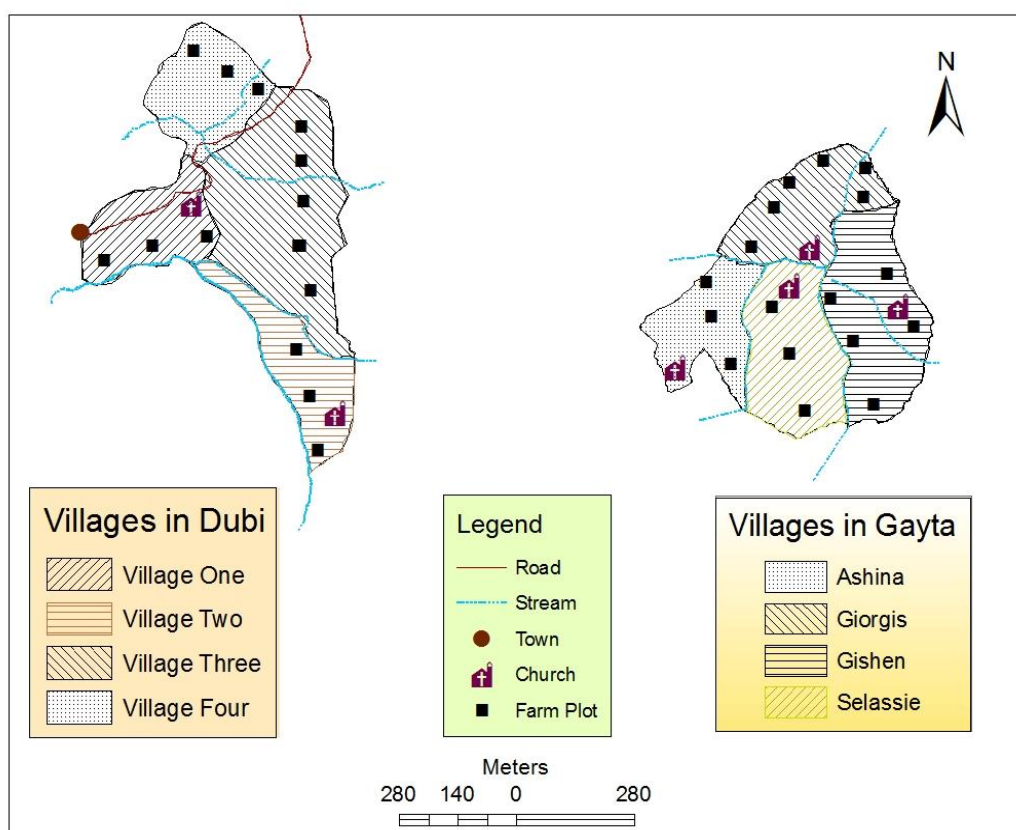 N
Villages in Dubi
Village One
Village Two
Village Three
Village Four
Legend
Road
Stream
Town
Church
Farm Plot
Villages in Gayta
Ashina
Giorgis
Gishen
Selassie
Meters
280 140 0 280